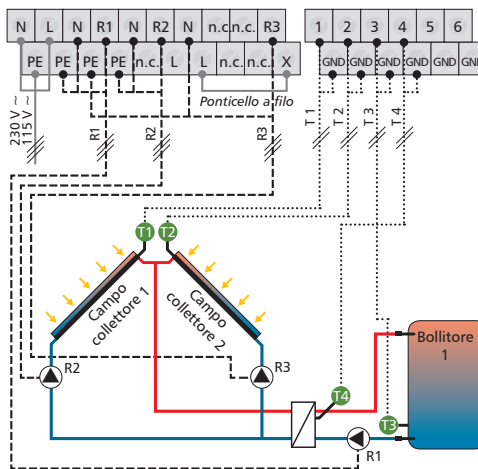 N L N R1 N R2 N n.c. n.c. R3
1 2 3 4 5 6
PE PE PE PE n.c. L L n.c. n.c. X
GND GND GND GND GND GND
Ponticello a filo
230 V ~
115 V ~
R1
R2
R3
T 1
T 2
T 3
T 4
T1 T2
Campo
collettore 1
Campo
collettore 2
Bollitore
1
R2
R3
T4
T3
R1